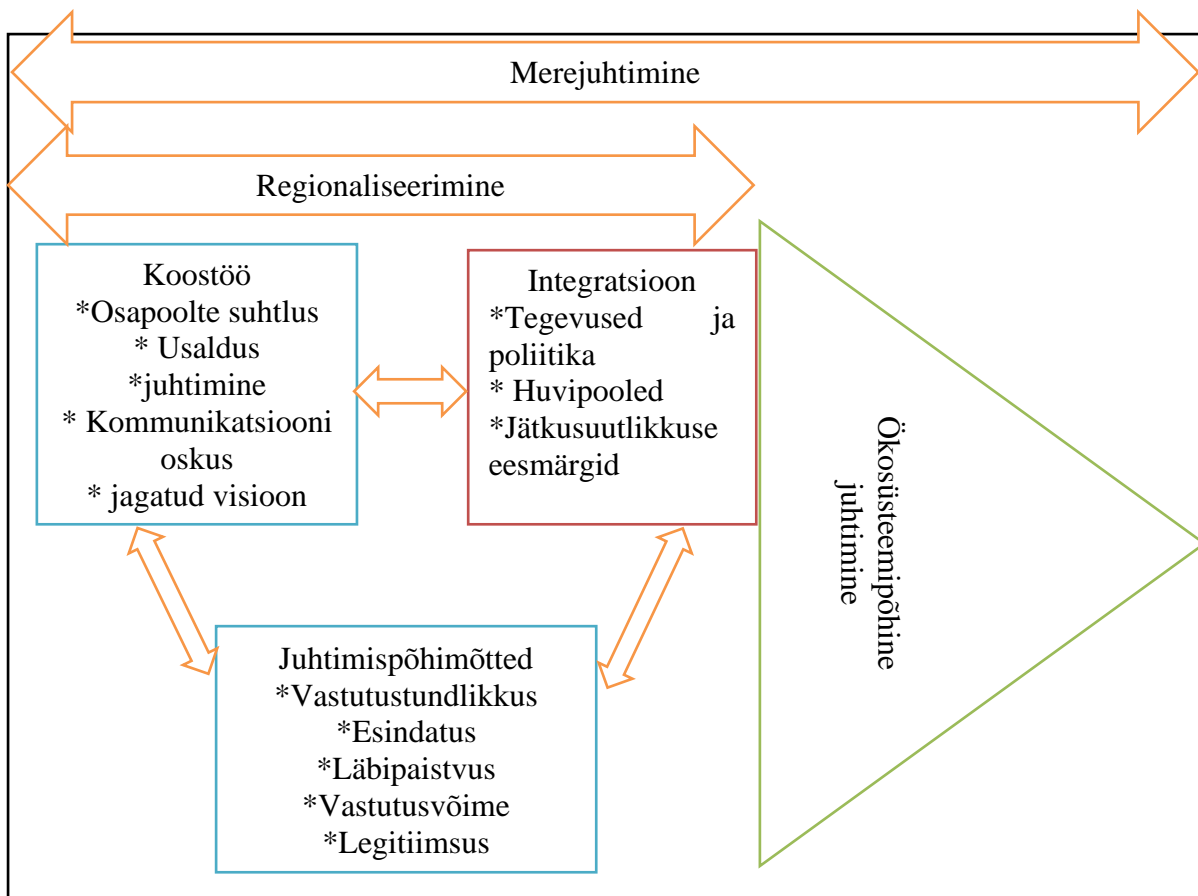 Merejuhtimine
Regionaliseerimine
Koostöö
*Osapoolte suhtlus
* Usaldus
*juhtimine
* Kommunikatsiooni
oskus
* jagatud visioon
Integratsioon
*Tegevused ja
poliitika
* Huvipooled
*Jätkusuutlikkuse
eesmärgid
Juhtimispõhimõtted
*Vastutustundlikkus
*Esindatus
*Läbipaistvus
*Vastutusvõime
*Legitiimsus
Ökosüsteemipõhine
juhtimine